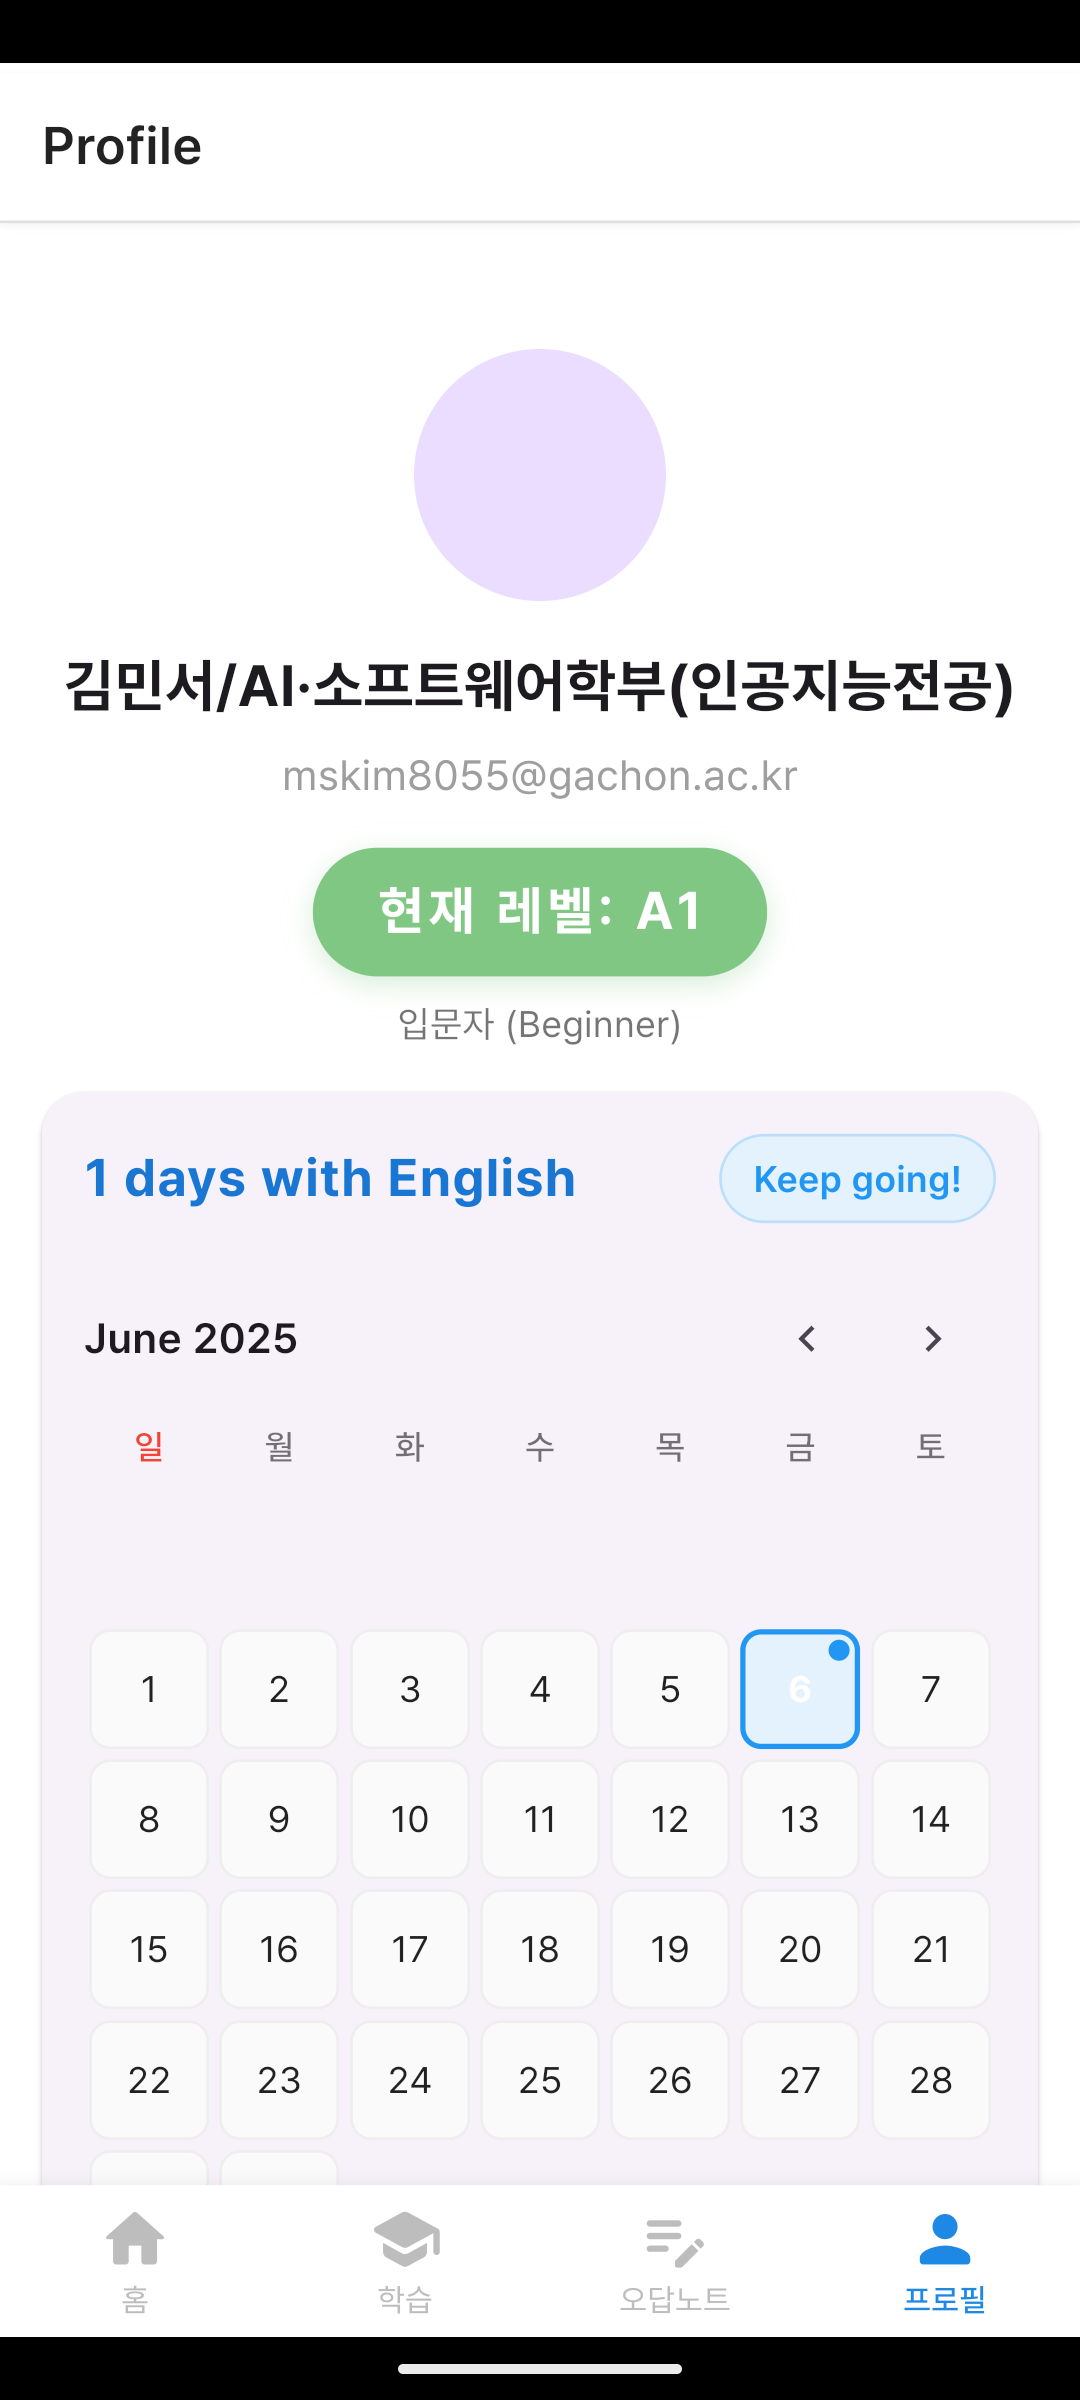 Profile
김민서/AI·소프트웨어학부(인공지능전공)
mskim8055@gachon.ac.kr
현재 레벨: A1
입문자 (Beginner)
1 days with English
Keep going!
June 2025
일 월 화 수 목 금 토
1 2 3 4 5 6 7
8 9 10 11 12 13 14
15 16 17 18 19 20 21
22 23 24 25 26 27 28
홈 학습 오답노트 프로필